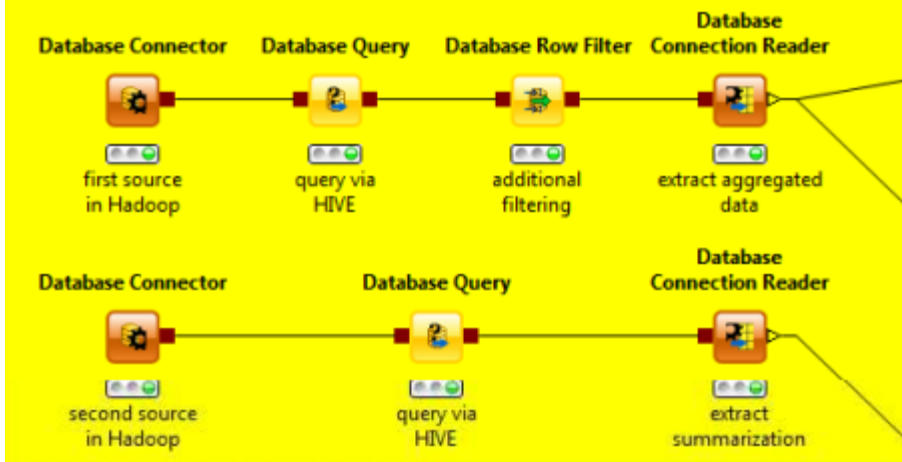 Database Connector
Database Query
Database Row Filter
Database
Connection Reader
first source
in Hadoop
query via
HIVE
additional
filtering
extract aggregated
data
Database Connector
Database Query
Database
Connection Reader
second source
in Hadoop
query via
HIVE
extract
summarization